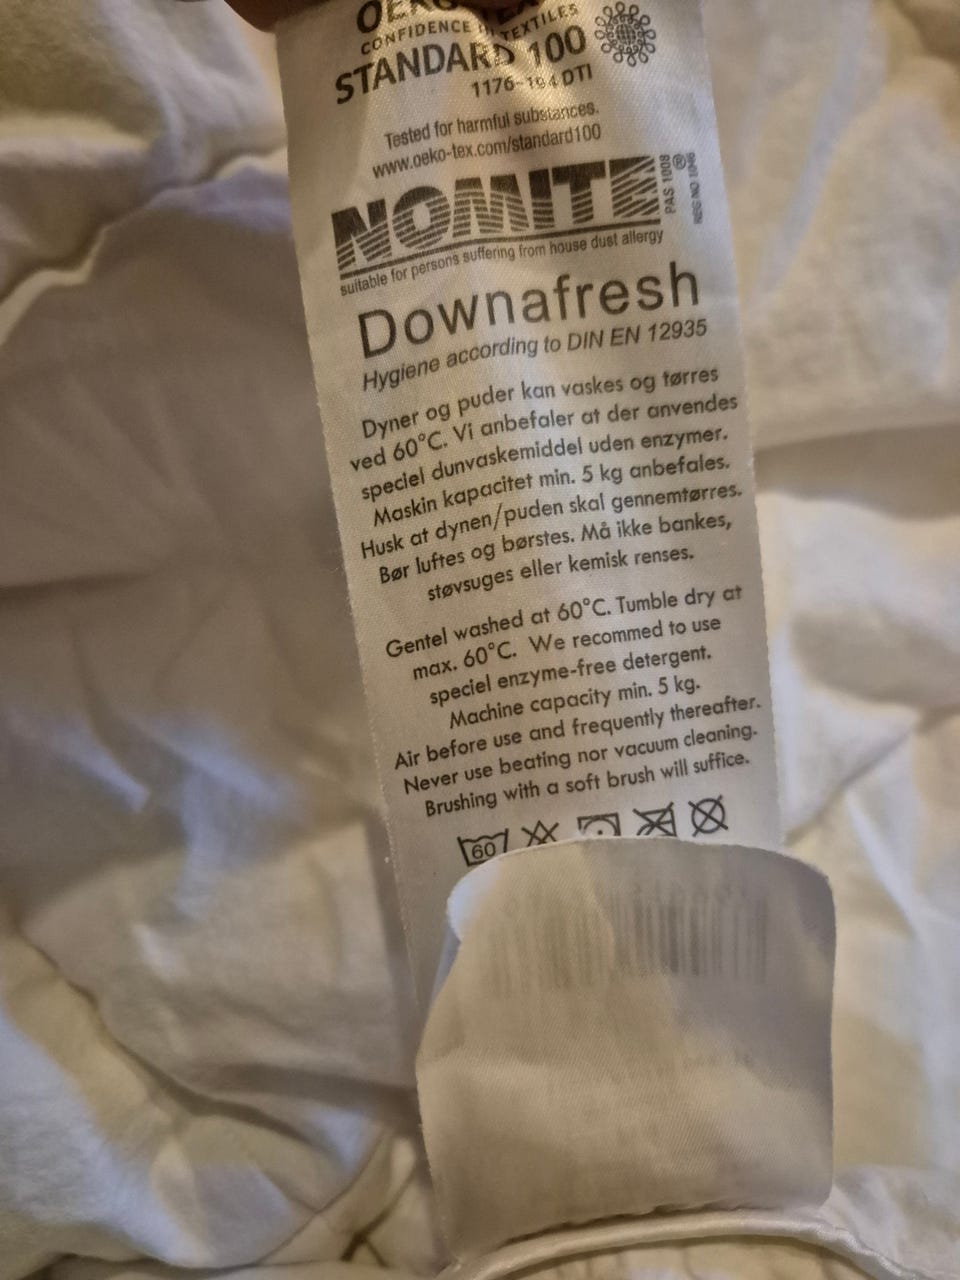 CONFIDENCE IN TEXTILES
STANDARD 100
1176-194 DTI
Tested for harmful substances.
www.oeko-tex.com/standard100
NOMITE®
PAS 1008
REG NO 1046
suitable for persons suffering from house dust allergy
Downafresh
Hygiene according to DIN EN 12935
Dyner og puder kan vaskes og tørres
ved 60°C. Vi anbefaler at der anvendes
speciel dunvaskemiddel uden enzymer.
Maskin kapacitet min. 5 kg anbefales.
Husk at dynen/puden skal gennemtørres.
Bør luftes og børstes. Må ikke bankes,
støvsuges eller kemisk renses.
Gentel washed at 60°C. Tumble dry at
max. 60°C. We recommed to use
speciel enzyme-free detergent.
Machine capacity min. 5 kg.
Air before use and frequently thereafter.
Never use beating nor vacuum cleaning.
Brushing with a soft brush will suffice.
60